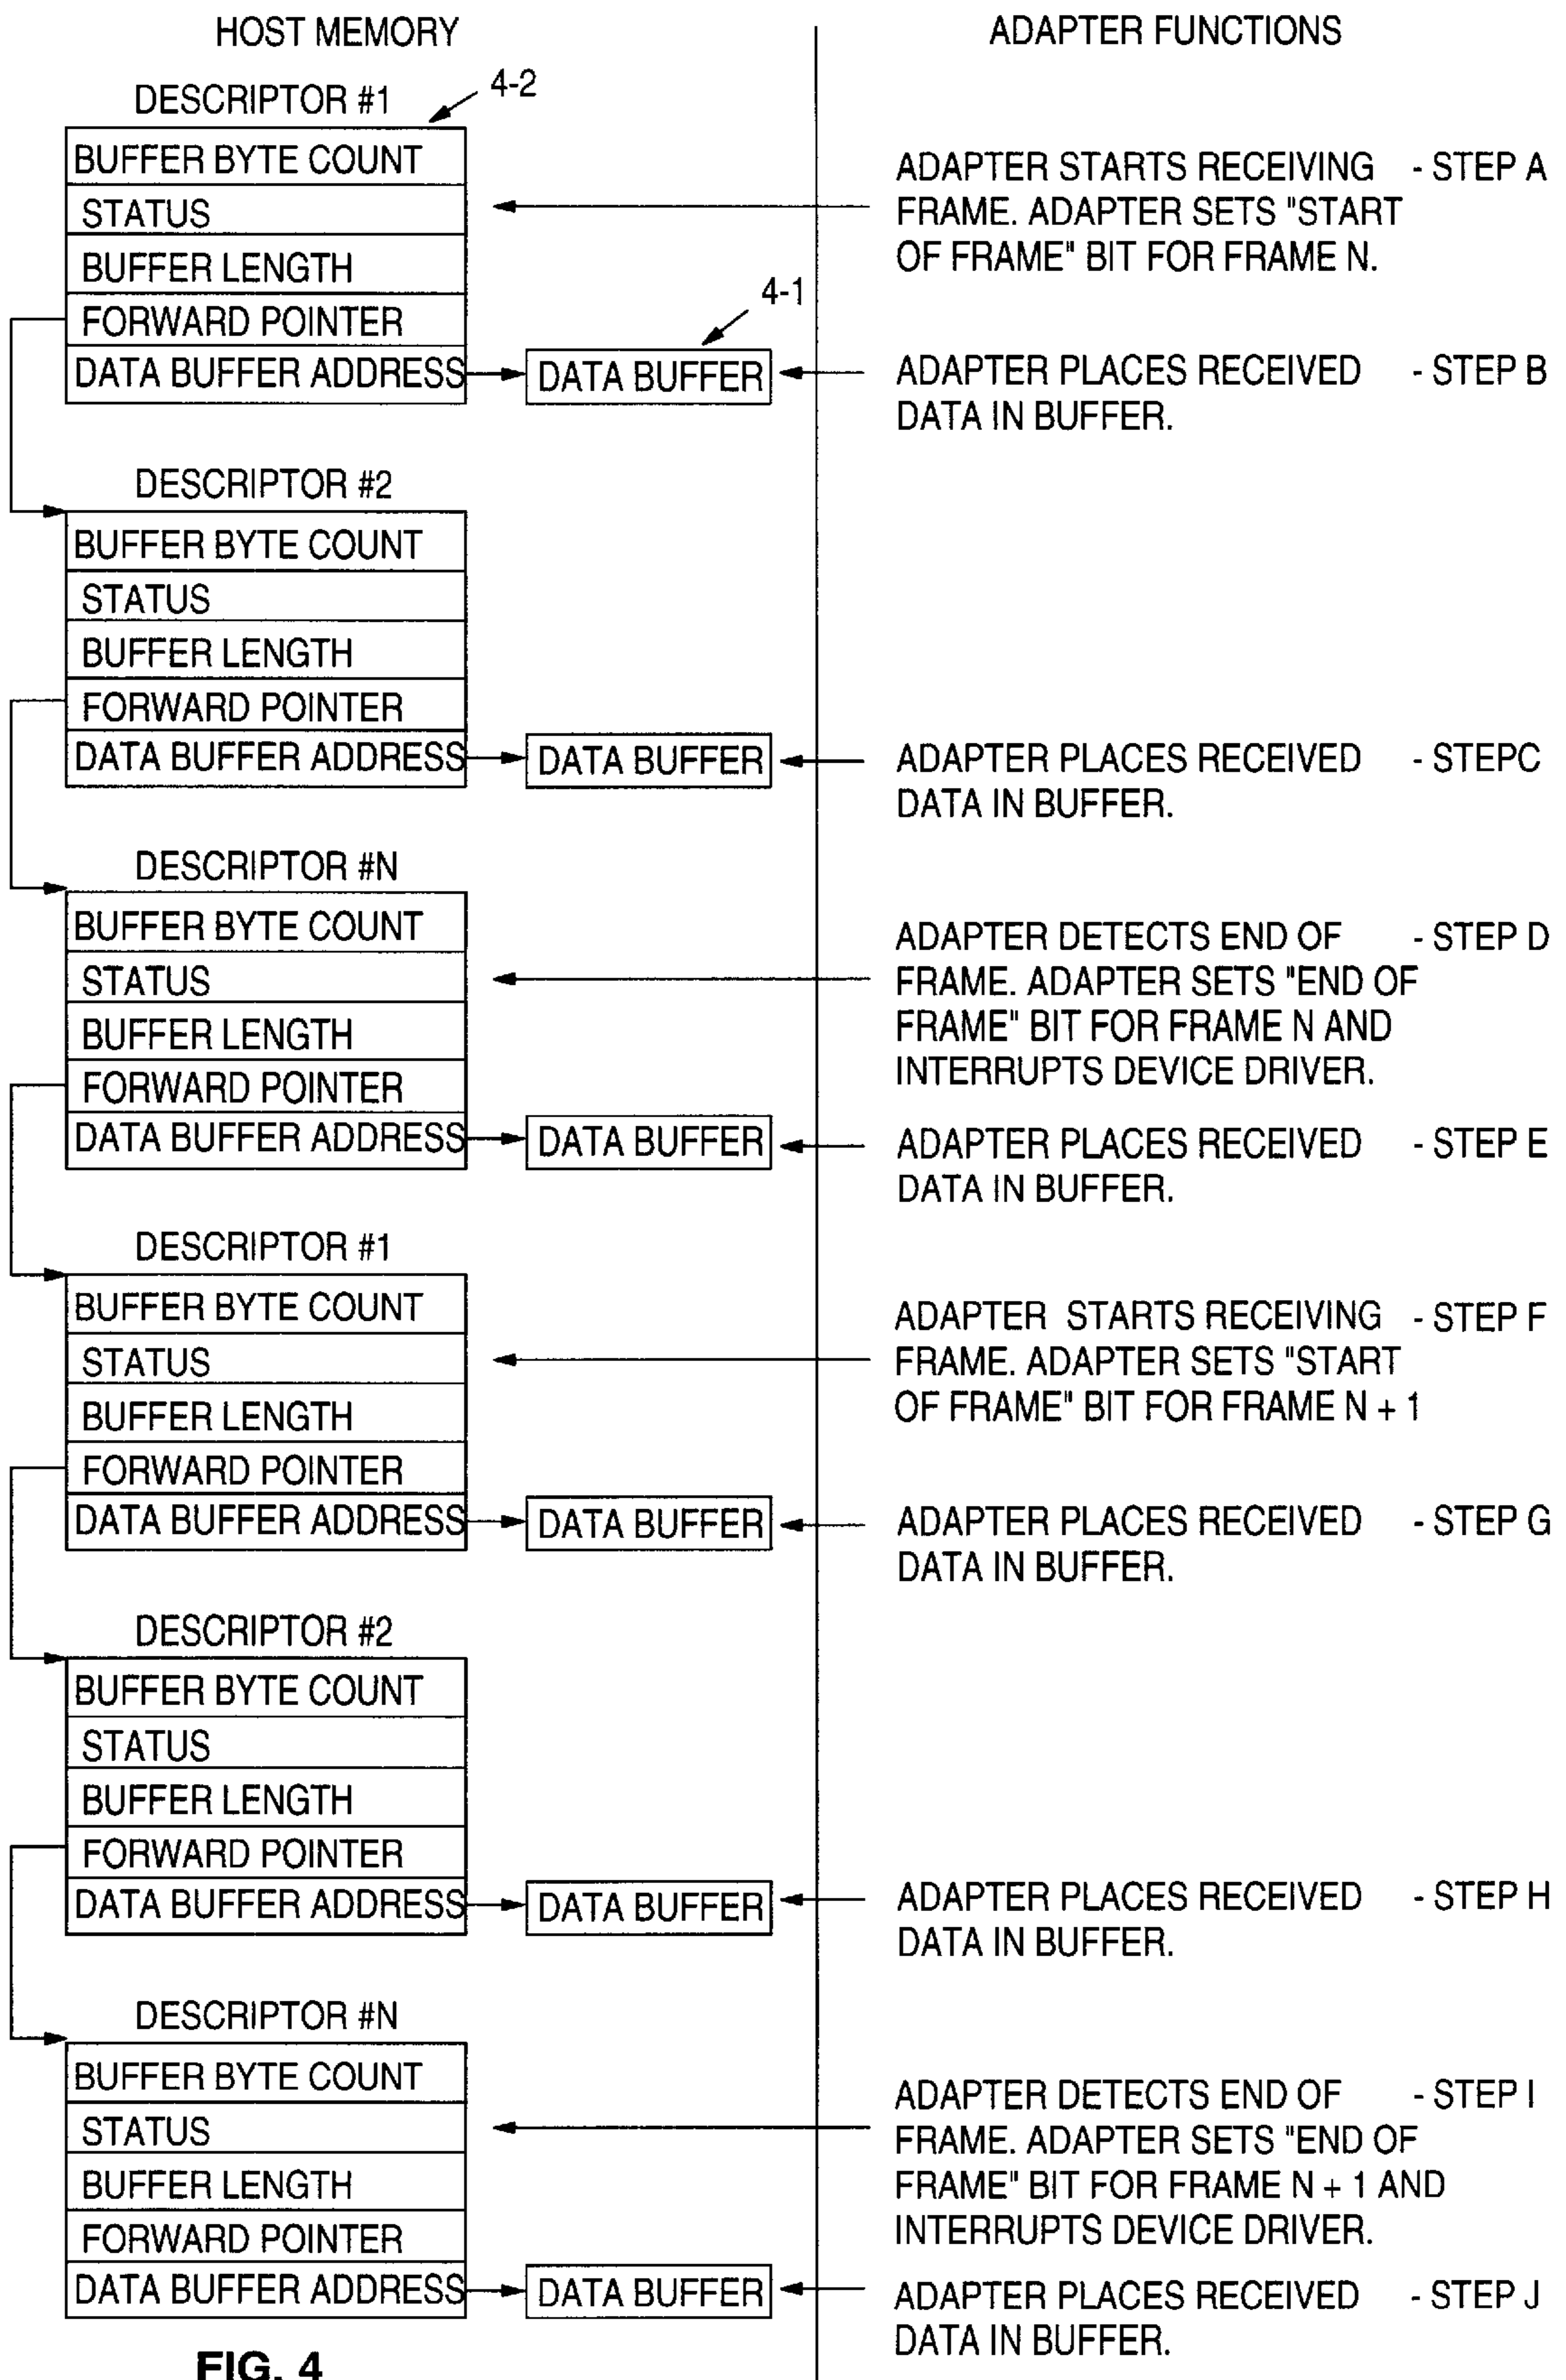 HOST MEMORY
ADAPTER FUNCTIONS
DESCRIPTOR #1
4-2
BUFFER BYTE COUNT
STATUS
BUFFER LENGTH
FORWARD POINTER
DATA BUFFER ADDRESS
4-1
DATA BUFFER
ADAPTER STARTS RECEIVING - STEP A
FRAME. ADAPTER SETS "START
OF FRAME" BIT FOR FRAME N.
ADAPTER PLACES RECEIVED - STEP B
DATA IN BUFFER.
DESCRIPTOR #2
BUFFER BYTE COUNT
STATUS
BUFFER LENGTH
FORWARD POINTER
DATA BUFFER ADDRESS
DATA BUFFER
ADAPTER PLACES RECEIVED - STEPC
DATA IN BUFFER.
DESCRIPTOR #N
BUFFER BYTE COUNT
STATUS
BUFFER LENGTH
FORWARD POINTER
DATA BUFFER ADDRESS
DATA BUFFER
ADAPTER DETECTS END OF - STEP D
FRAME. ADAPTER SETS "END OF
FRAME" BIT FOR FRAME N AND
INTERRUPTS DEVICE DRIVER.
ADAPTER PLACES RECEIVED - STEP E
DATA IN BUFFER.
DESCRIPTOR #1
BUFFER BYTE COUNT
STATUS
BUFFER LENGTH
FORWARD POINTER
DATA BUFFER ADDRESS
DATA BUFFER
ADAPTER STARTS RECEIVING - STEP F
FRAME. ADAPTER SETS "START
OF FRAME" BIT FOR FRAME N + 1
ADAPTER PLACES RECEIVED - STEP G
DATA IN BUFFER.
DESCRIPTOR #2
BUFFER BYTE COUNT
STATUS
BUFFER LENGTH
FORWARD POINTER
DATA BUFFER ADDRESS
DATA BUFFER
ADAPTER PLACES RECEIVED - STEP H
DATA IN BUFFER.
DESCRIPTOR #N
BUFFER BYTE COUNT
STATUS
BUFFER LENGTH
FORWARD POINTER
DATA BUFFER ADDRESS
DATA BUFFER
ADAPTER DETECTS END OF - STEP I
FRAME. ADAPTER SETS "END OF
FRAME" BIT FOR FRAME N + 1 AND
INTERRUPTS DEVICE DRIVER.
ADAPTER PLACES RECEIVED - STEP J
DATA IN BUFFER.
FIG. 4